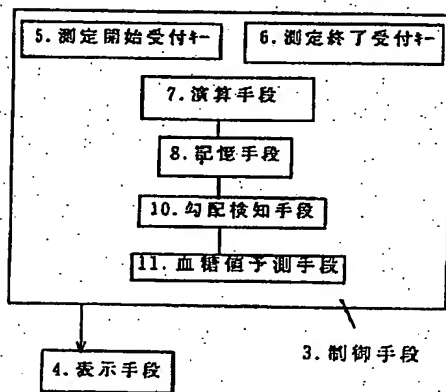 5.測定開始受付キー 6.測定終了受付キー
7.演算手段
8.記憶手段
10.勾配検知手段
11.血糖値予測手段
3.制御手段
4.表示手段